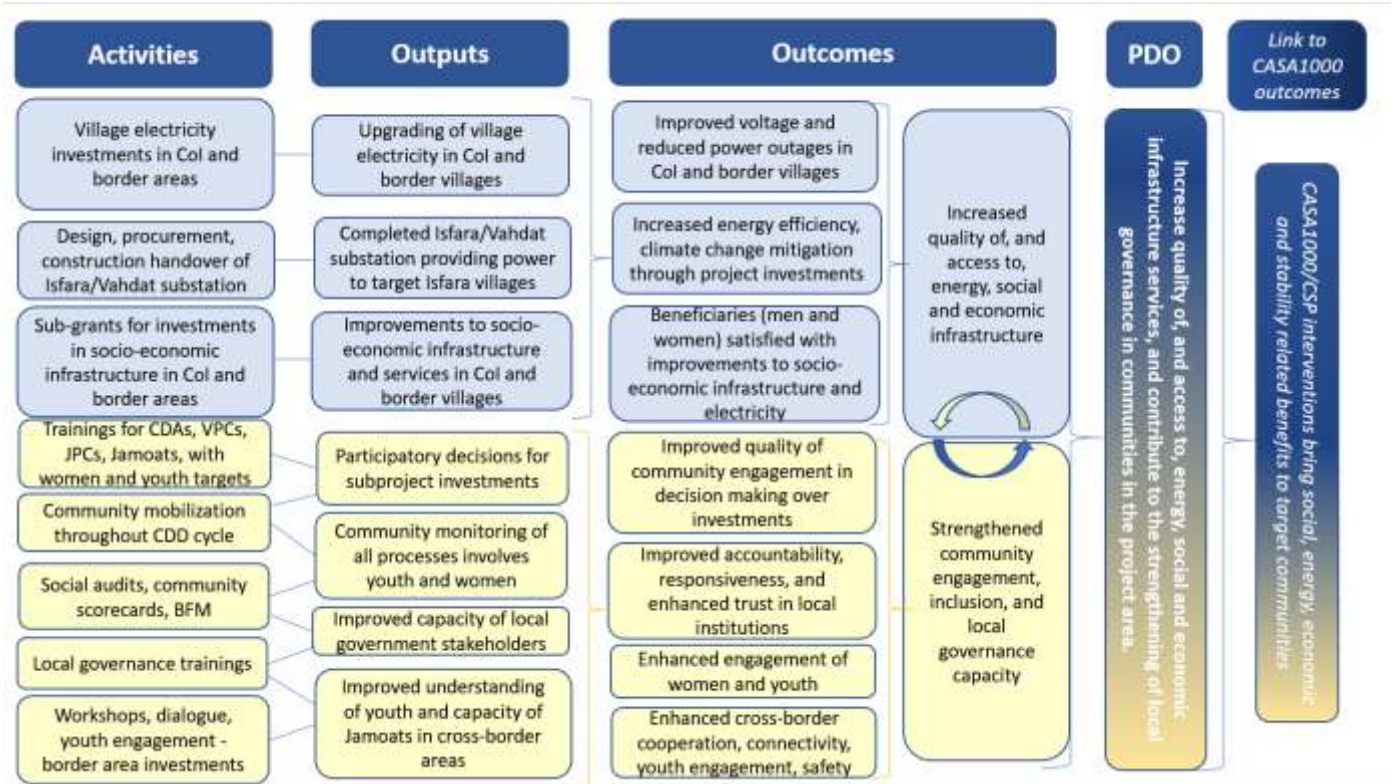 Activities
Outputs
Outcomes
PDO
Link to
CASA1000
outcomes
Village electricity
investments in CoI and
border areas
Design, procurement,
construction handover of
Isfara/Vahdat substation
Sub-grants for investments
in socio-economic
infrastructure in CoI and
border areas
Trainings for CDAs, VPCs,
JPCs, Jamoats, with
women and youth targets
Community mobilization
throughout CDD cycle
Social audits, community
scorecards, BFM
Local governance trainings
Workshops, dialogue,
youth engagement -
border area investments
Upgrading of village
electricity in CoI and
border villages
Completed Isfara/Vahdat
substation providing power
to target Isfara villages
Improvements to socio-
economic infrastructure
and services in CoI and
border villages
Participatory decisions for
subproject investments
Community monitoring of
all processes involves
youth and women
Improved capacity of local
government stakeholders
Improved understanding
of youth and capacity of
Jamoats in cross-border
areas
Improved voltage and
reduced power outages in
CoI and border villages
Increased energy efficiency,
climate change mitigation
through project investments
Beneficiaries (men and
women) satisfied with
improvements to socio-
economic infrastructure and
electricity
Improved quality of
community engagement in
decision making over
investments
Improved accountability,
responsiveness, and
enhanced trust in local
institutions
Enhanced engagement of
women and youth
Enhanced cross-border
cooperation, connectivity,
youth engagement, safety
Increased
quality of, and
access to,
energy, social
and economic
infrastructure
Strengthened
community
engagement,
inclusion, and
local
governance
capacity
Increase quality of, and access to, energy, social and economic
infrastructure services, and contribute to the strengthening of local
governance in communities in the project area.
CASA1000/CSP interventions bring social, energy, economic
and stability related benefits to target communities